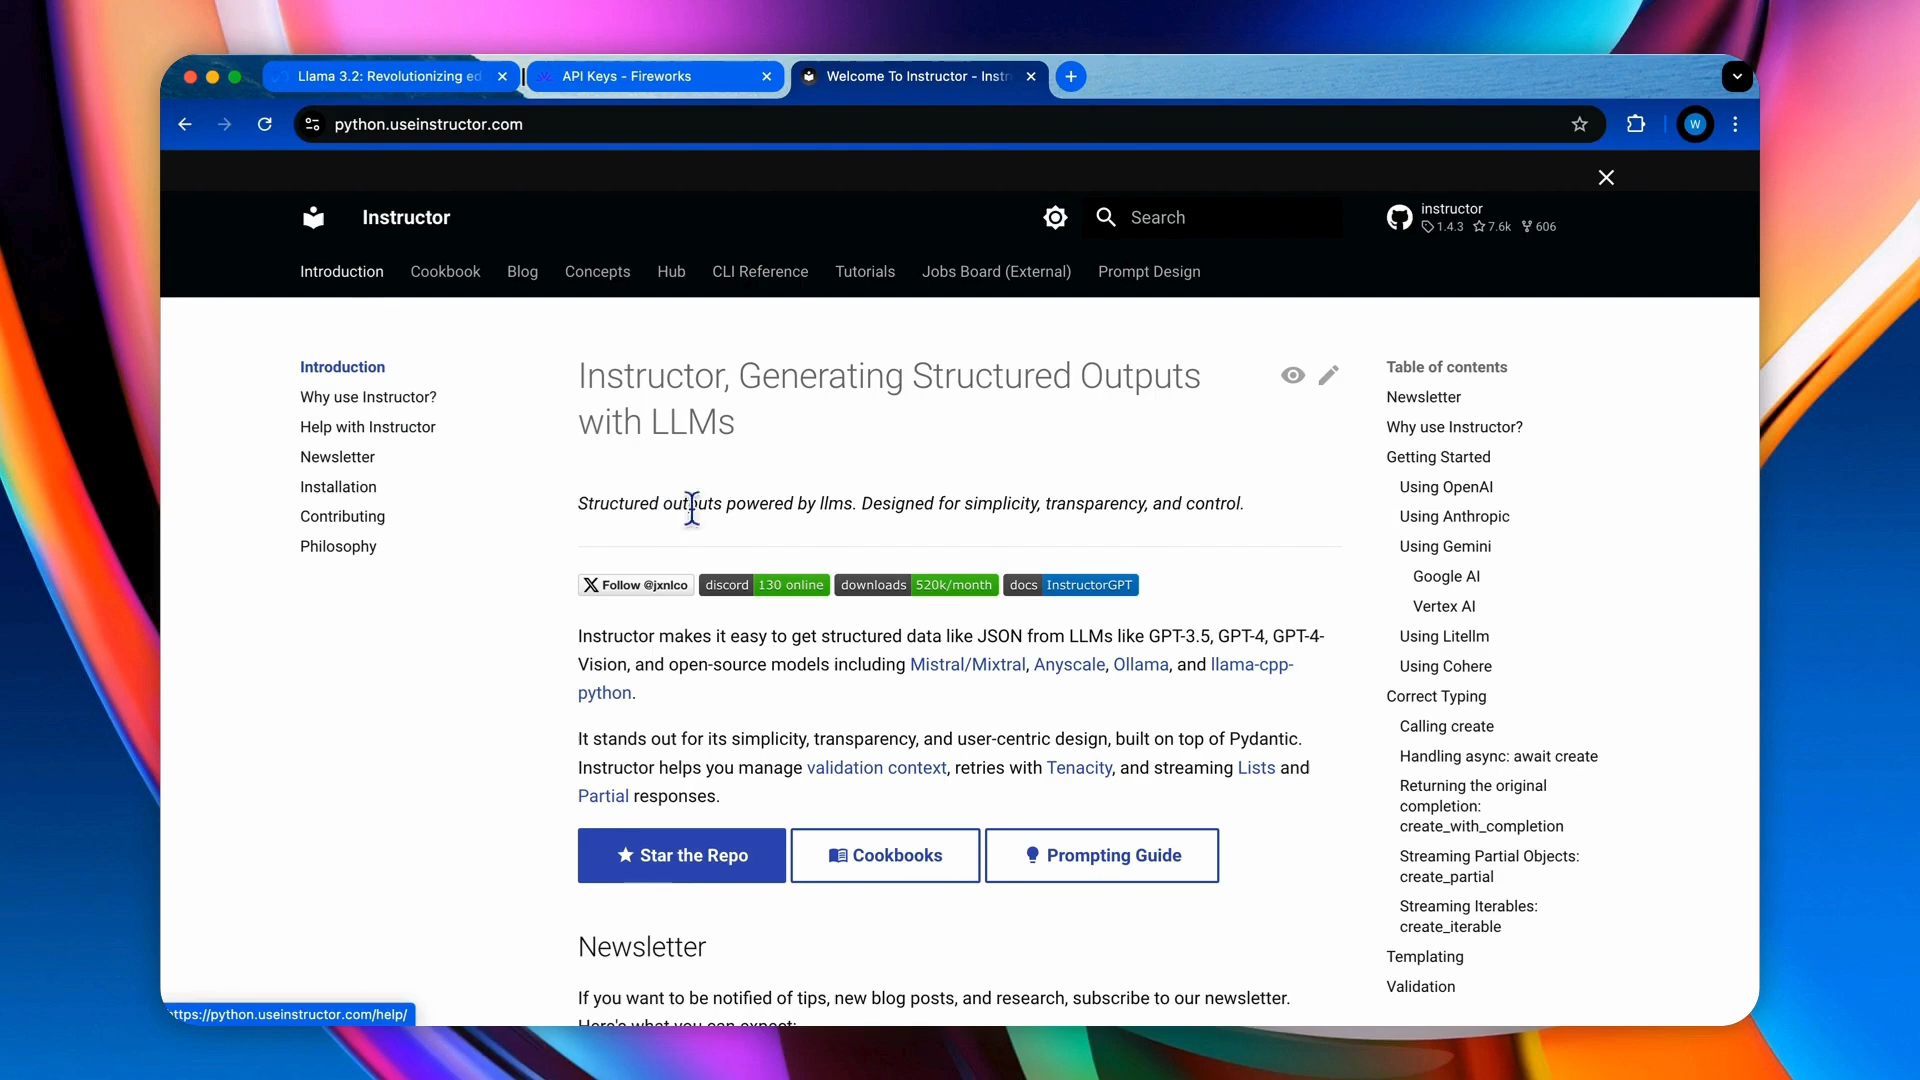 Llama 3.2: Revolutionizing ed
API Keys - Fireworks
Welcome To Instructor - Instr
python.useinstructor.com
W
Instructor
Search
instructor
1.4.3 7.6k 606
Introduction Cookbook Blog Concepts Hub CLI Reference Tutorials Jobs Board (External) Prompt Design
Introduction
Why use Instructor?
Help with Instructor
Newsletter
Installation
Contributing
Philosophy
Instructor, Generating Structured Outputs
with LLMs
Structured outputs powered by llms. Designed for simplicity, transparency, and control.
Follow @jxnlco discord 130 online downloads 520k/month docs InstructorGPT
Instructor makes it easy to get structured data like JSON from LLMs like GPT-3.5, GPT-4, GPT-4-
Vision, and open-source models including Mistral/Mixtral, Anyscale, Ollama, and llama-cpp-
python.
It stands out for its simplicity, transparency, and user-centric design, built on top of Pydantic.
Instructor helps you manage validation context, retries with Tenacity, and streaming Lists and
Partial responses.
Star the Repo
Cookbooks
Prompting Guide
Newsletter
If you want to be notified of tips, new blog posts, and research, subscribe to our newsletter.
Here's what you can expect:
Table of contents
Newsletter
Why use Instructor?
Getting Started
Using OpenAI
Using Anthropic
Using Gemini
Google AI
Vertex AI
Using Litellm
Using Cohere
Correct Typing
Calling create
Handling async: await create
Returning the original
completion:
create_with_completion
Streaming Partial Objects:
create_partial
Streaming Iterables:
create_iterable
Templating
Validation
https://python.useinstructor.com/help/